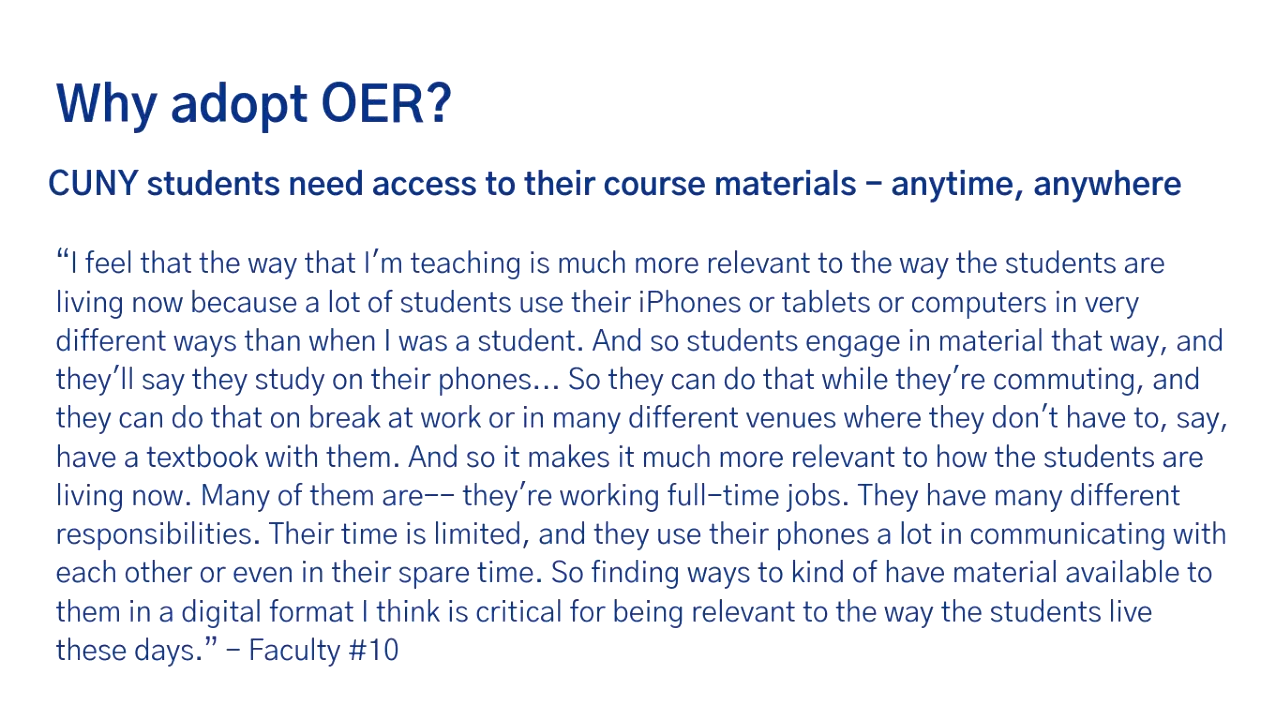 Why adopt OER?
CUNY students need access to their course materials – anytime, anywhere
“I feel that the way that I’m teaching is much more relevant to the way the students are
living now because a lot of students use their iPhones or tablets or computers in very
different ways than when I was a student. And so students engage in material that way, and
they’ll say they study on their phones… So they can do that while they’re commuting, and
they can do that on break at work or in many different venues where they don’t have to, say,
have a textbook with them. And so it makes it much more relevant to how the students are
living now. Many of them are-- they’re working full-time jobs. They have many different
responsibilities. Their time is limited, and they use their phones a lot in communicating with
each other or even in their spare time. So finding ways to kind of have material available to
them in a digital format I think is critical for being relevant to the way the students live
these days.” – Faculty #10